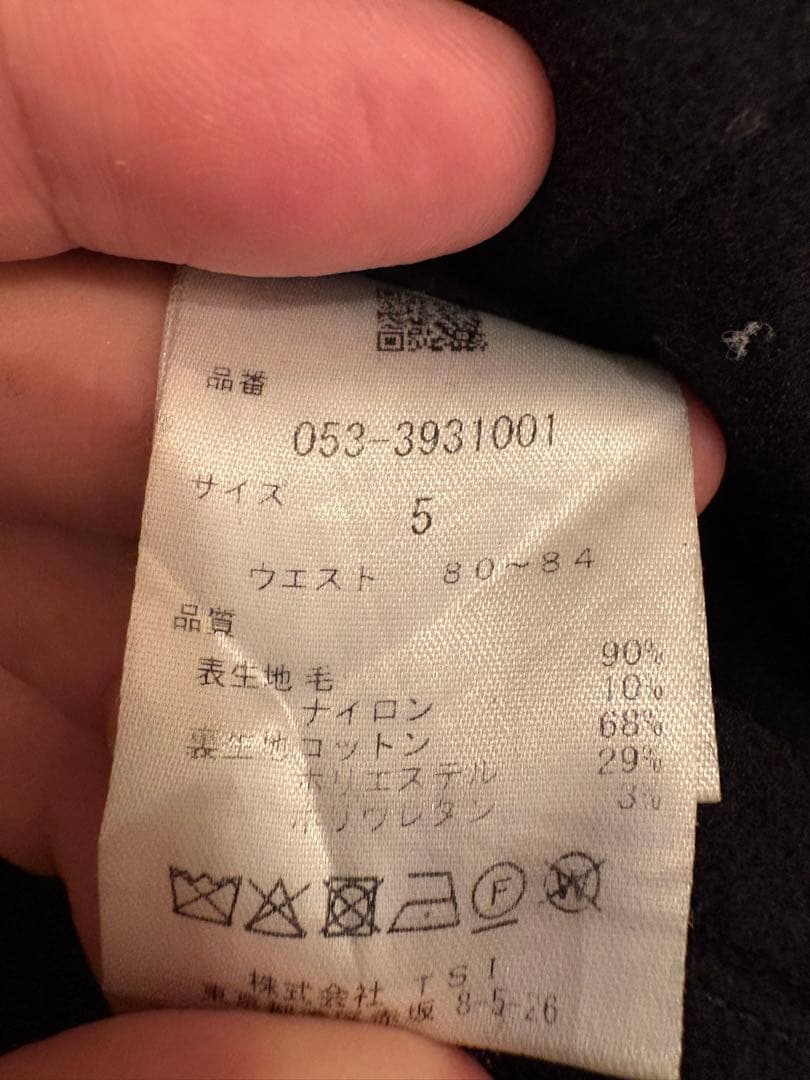 品番
053-3931001
サイズ
5
ウエスト 80~84
品質
表生地 毛 90%
ナイロン 10%
裏生地 コットン 68%
ポリエステル 29%
ポリウレタン 3%
F
W
株式会社 TSI
赤坂 8-5-26